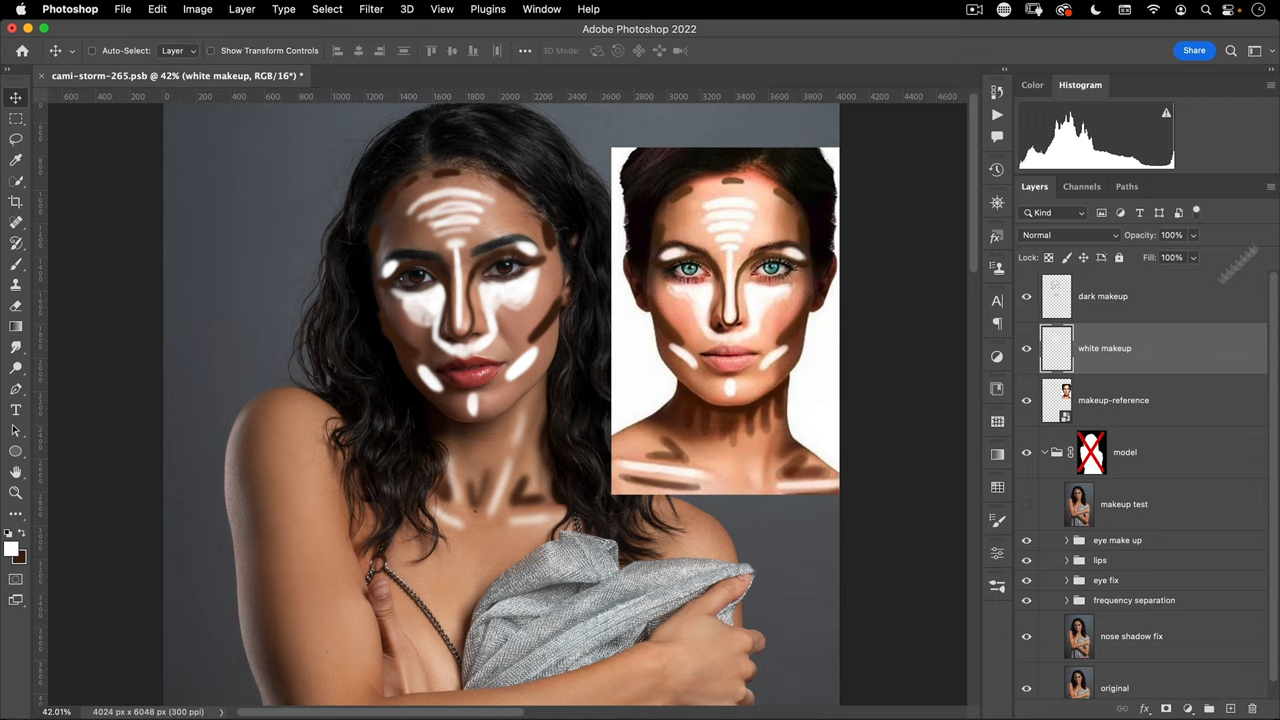 Photoshop File Edit Image Layer Type Select Filter 3D View Plugins Window Help
Adobe Photoshop 2022
Auto-Select: Layer Show Transform Controls 3D Mode: Share
cami-storm-265.psb @ 42% (white makeup, RGB/16*) *
Color Histogram
600 400 200 0 200 400 600 800 1000 1200 1400 1600 1800 2000 2200 2400 2600 2800 3000 3200 3400 3600 3800 4000 4200 4400 4600
Layers Channels Paths
Kind
Normal Opacity: 100%
Lock: Fill: 100%
dark makeup
white makeup
makeup-reference
model
makeup test
eye make up
lips
eye fix
frequency separation
nose shadow fix
original
42.01% 4024 px x 6048 px (300 ppi)